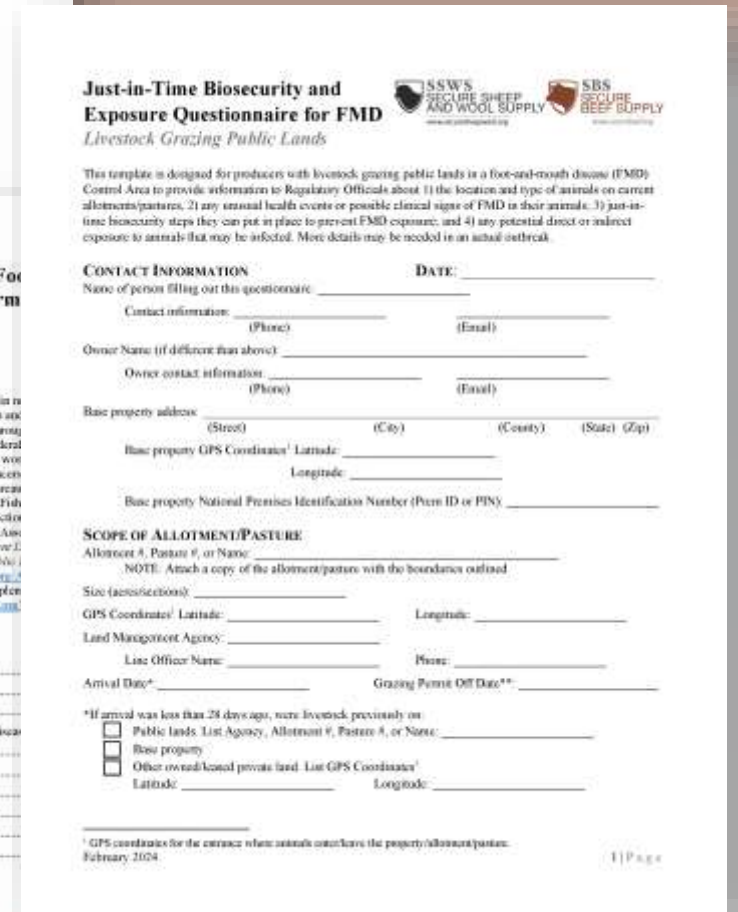 Just-in-Time Biosecurity and
Exposure Questionnaire for FMD
Livestock Grazing Public Lands
SSWS
SECURE SHEEP
AND WOOL SUPPLY
SBS
SECURE
BEEF SUPPLY
This template is designed for producers with livestock grazing public lands in a foot-and-mouth disease (FMD)
Control Area to provide information to Regulatory Officials about 1) the location and type of animals on current
allotments/pastures, 2) any unusual health events or possible clinical signs of FMD in their animals, 3) just-in-
time biosecurity steps they can put in place to prevent FMD exposure, and 4) any potential direct or indirect
exposure to animals that may be infected. More details may be needed in an actual outbreak.
CONTACT INFORMATION DATE:
Name of person filling out this questionnaire:
Contact information:
(Phone) (Email)
Owner Name (if different than above):
Owner contact information:
(Phone) (Email)
Base property address:
(Street) (City) (County) (State) (Zip)
Base property GPS Coordinates¹ Latitude:
Longitude:
Base property National Premises Identification Number (Prem ID or PIN):
SCOPE OF ALLOTMENT/PASTURE
Allotment #, Pasture #, or Name:
NOTE: Attach a copy of the allotment/pasture with the boundaries outlined
Size (acres/sections):
GPS Coordinates¹ Latitude: Longitude:
Land Management Agency:
Line Officer Name: Phone:
Arrival Date*: Grazing Permit Off Date**:
*If arrival was less than 28 days ago, were livestock previously on:
Public lands. List Agency, Allotment #, Pasture #, or Name:
Base property
Other owned/leased private land. List GPS Coordinates¹
Latitude: Longitude:
¹ GPS coordinates for the entrance where animals enter/leave the property/allotment/pasture.
February 2024 1 | Page